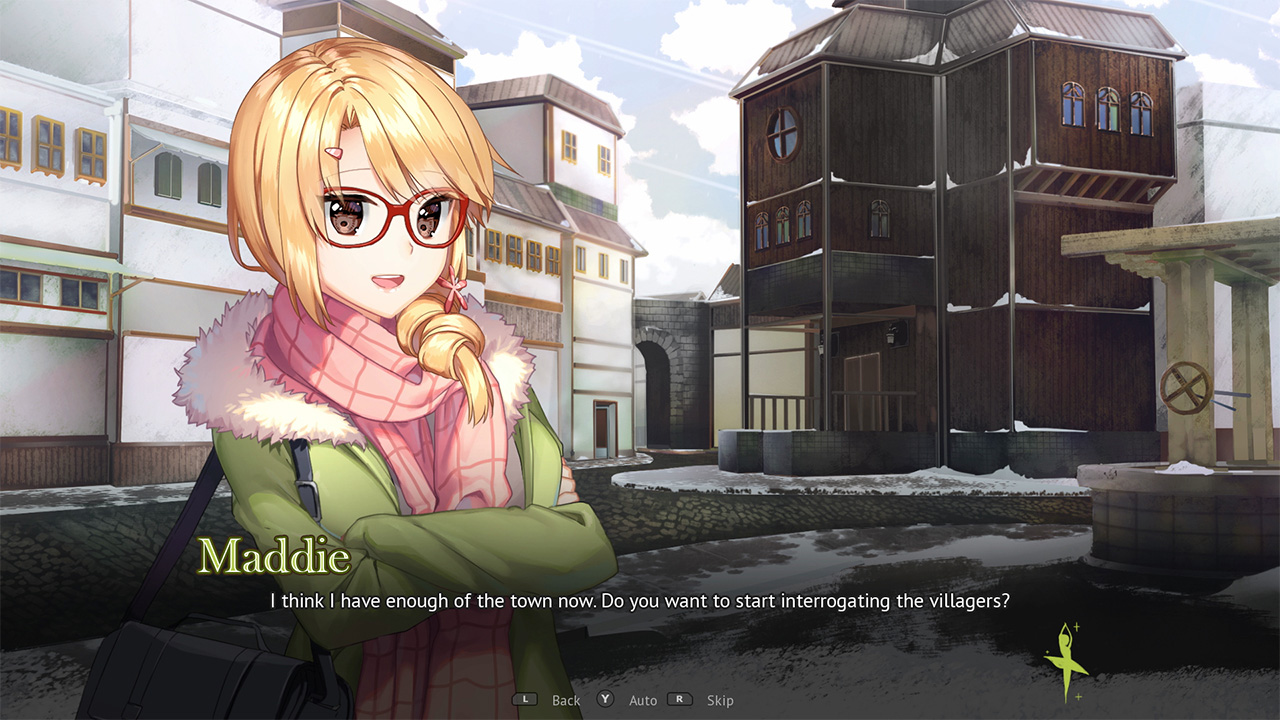 Maddie
I think I have enough of the town now. Do you want to start interrogating the villagers?
L Back Y Auto R Skip